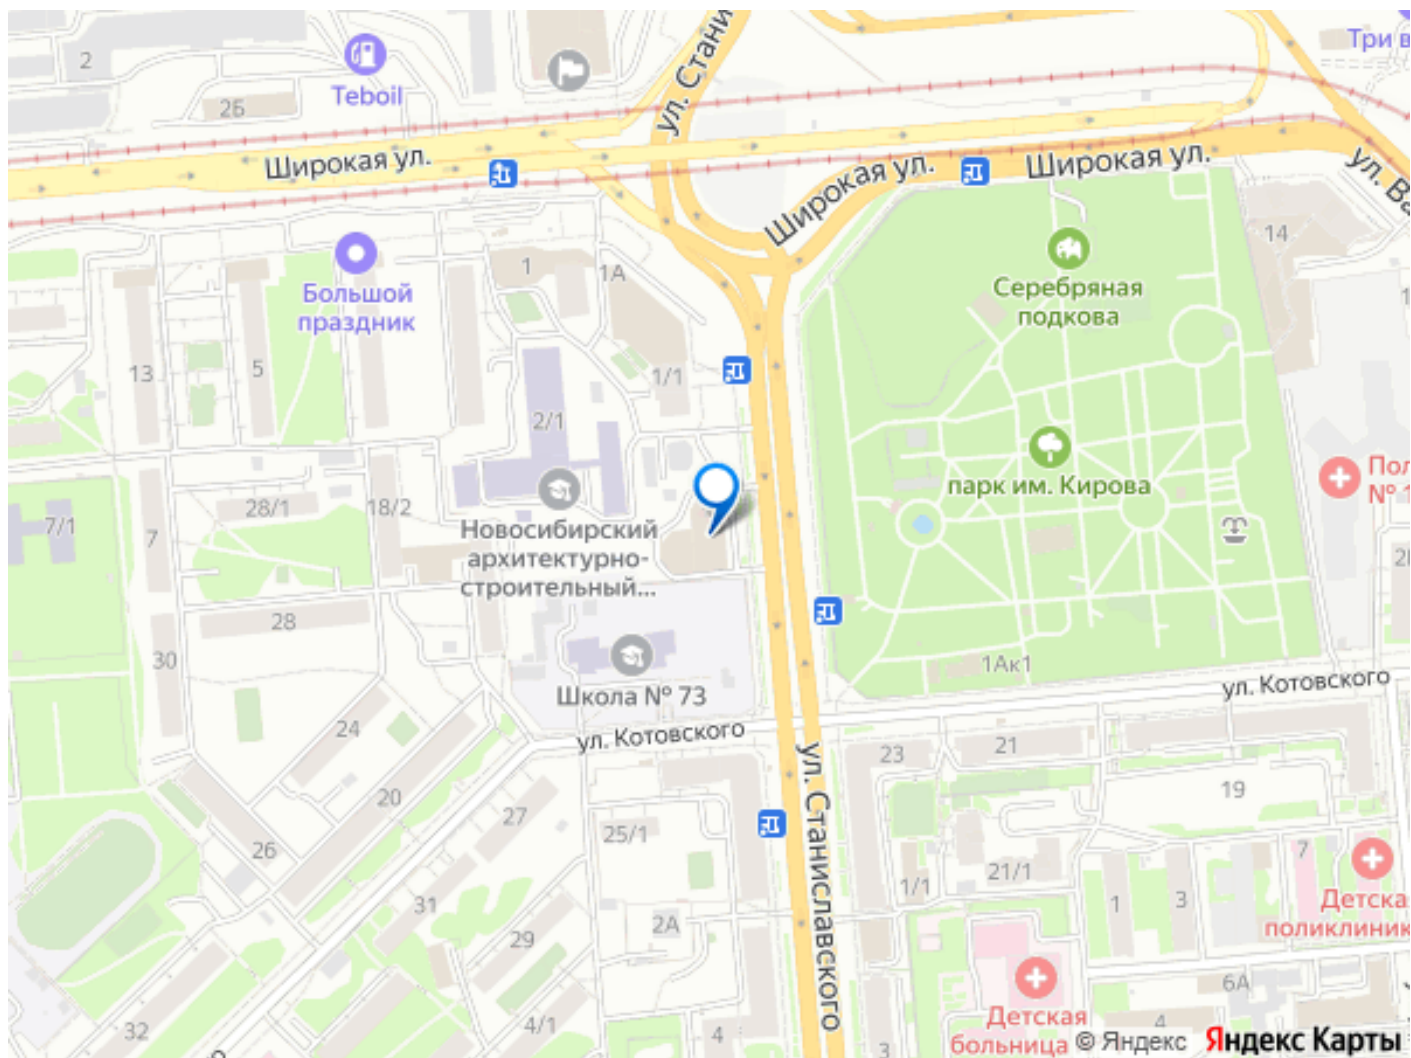 ул. Стани
Три в
2
Teboil
2Б
Широкая ул.
Широкая ул.
Широкая ул.
ул. Ва
14
1
1А
Серебряная
подкова
Большой
праздник
13
5
1/1
2/1
парк им. Кирова
Пол
№ 1
28/1
18/2
7/1
7
Новосибирский
архитектурно-
строительный...
28
30
Школа № 73
1Ак1
ул. Котовского
ул. Котовского
24
23
21
19
20
27
26
25/1
ул. Станиславского
21/1
1/1
7
1
3
31
2А
29
Детска
поликлиник
6А
32
4/1
4
3
4
Детская
больница
© Яндекс Яндекс Карты